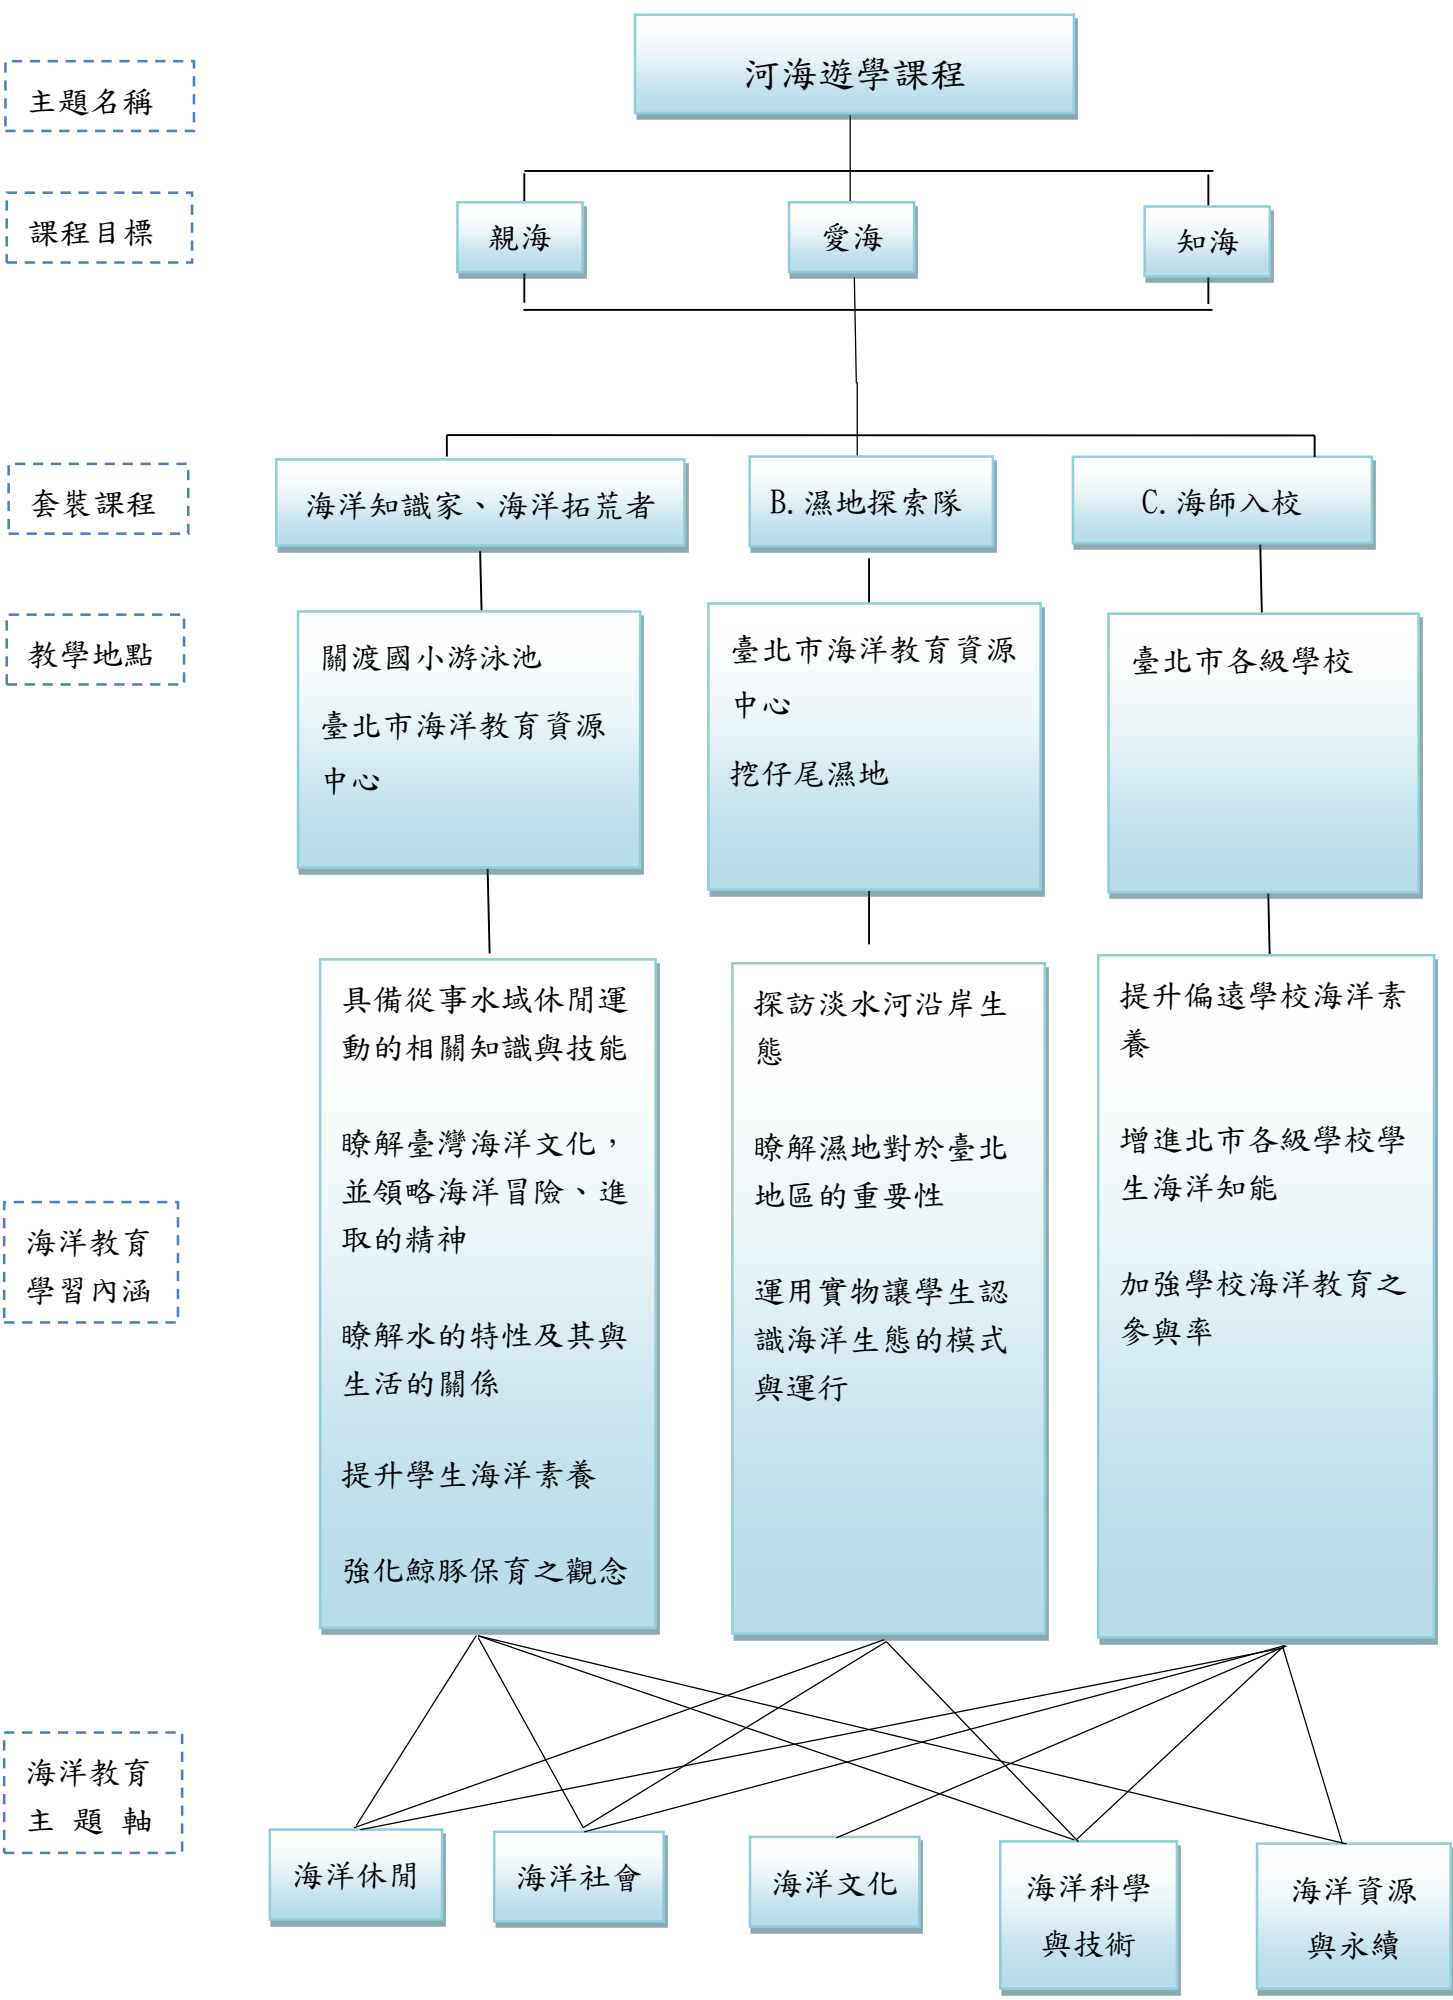 河海遊學課程
主題名稱
課程目標
親海
愛海
知海
套裝課程
海洋知識家、海洋拓荒者
B.濕地探索隊
C.海師入校
教學地點
關渡國小游泳池
臺北市海洋教育資源
中心
臺北市海洋教育資源
中心
挖仔尾濕地
臺北市各級學校
海洋教育
學習內涵
具備從事水域休閒運
動的相關知識與技能
瞭解臺灣海洋文化，
並領略海洋冒險、進
取的精神
瞭解水的特性及其與
生活的關係
提升學生海洋素養
強化鯨豚保育之觀念
探訪淡水河沿岸生
態
瞭解濕地對於臺北
地區的重要性
運用實物讓學生認
識海洋生態的模式
與運行
提升偏遠學校海洋素
養
增進北市各級學校學
生海洋知能
加強學校海洋教育之
參與率
海洋教育
主 題 軸
海洋休閒
海洋社會
海洋文化
海洋科學
與技術
海洋資源
與永續